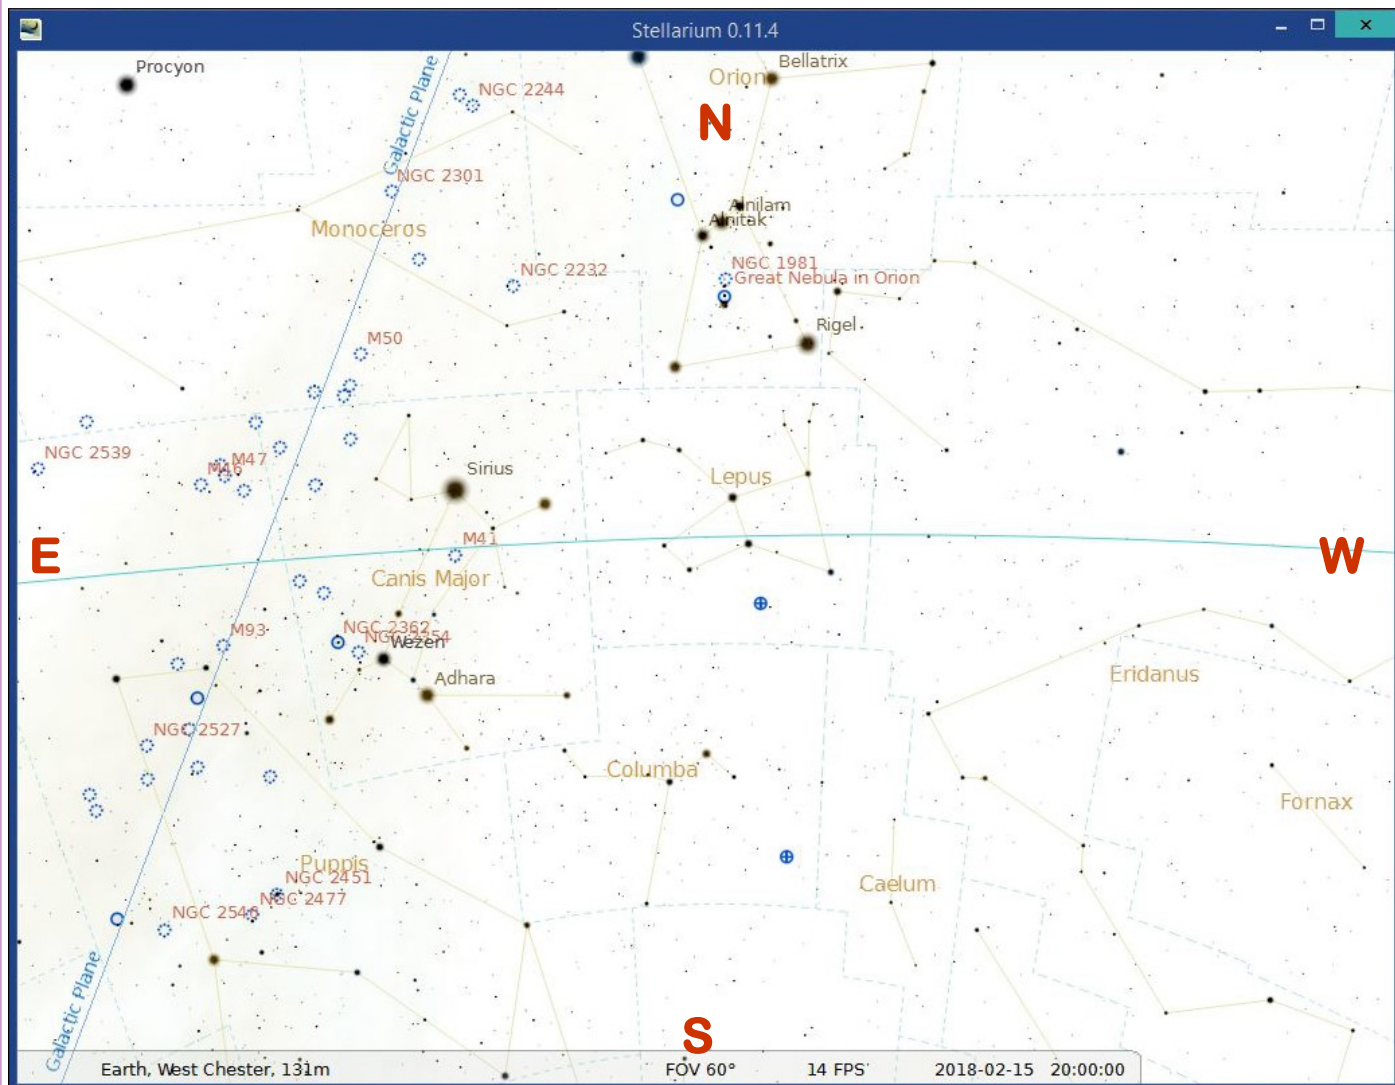 Stellarium 0.11.4
Procyon
Galactic Plane
NGC 2244
Orion
Bellatrix
N
NGC 2301
Alnilam
Alnitak
Monoceros
NGC 2232
NGC 1981
Great Nebula in Orion
Rigel
M50
NGC 2539
M47
M46
Sirius
Lepus
M41
E
W
Canis Major
M93
NGC 2362
NGC 2354
Wezen
Adhara
Eridanus
NGC 2527
Columba
Fornax
Puppis
NGC 2451
Caelum
NGC 2477
NGC 2546
Galactic Plane
S
Earth, West Chester, 131m FOV 60° 14 FPS 2018-02-15 20:00:00